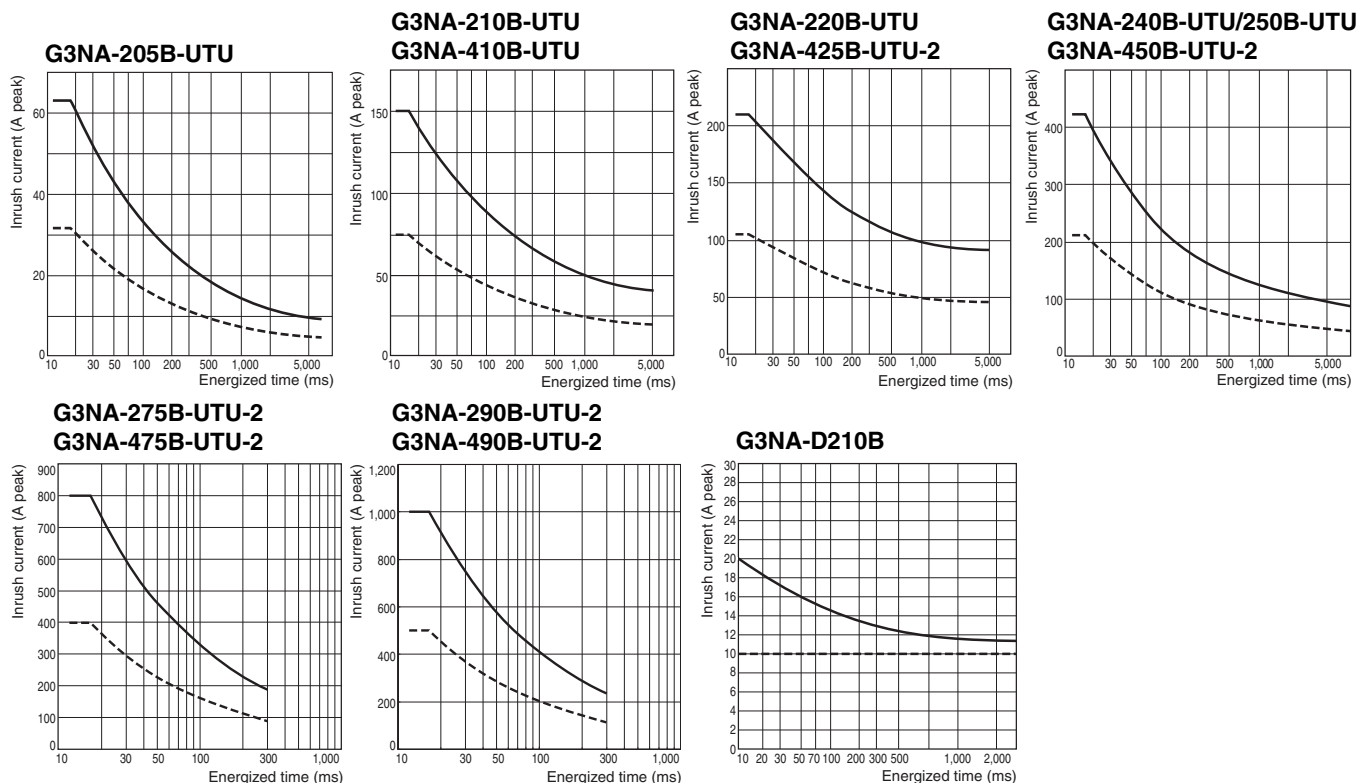 G3NA-205B-UTU
Inrush current (A peak)
60
40
20
0
10 30 50 100 200 500 1,000 5,000
Energized time (ms)
G3NA-210B-UTU
G3NA-410B-UTU
Inrush current (A peak)
150
100
50
0
10 30 50 100 200 500 1,000 5,000
Energized time (ms)
G3NA-220B-UTU
G3NA-425B-UTU-2
Inrush current (A peak)
200
150
100
50
0
10 30 50 100 200 500 1,000 5,000
Energized time (ms)
G3NA-240B-UTU/250B-UTU
G3NA-450B-UTU-2
Inrush current (A peak)
400
300
200
100
0
10 30 50 100 200 500 1,000 5,000
Energized time (ms)
G3NA-275B-UTU-2
G3NA-475B-UTU-2
Inrush current (A peak)
900
800
700
600
500
400
300
200
100
0
10 30 50 100 300 1,000
Energized time (ms)
G3NA-290B-UTU-2
G3NA-490B-UTU-2
Inrush current (A peak)
1,200
1,000
800
600
400
200
0
10 30 50 100 300 1,000
Energized time (ms)
G3NA-D210B
Inrush current (A peak)
30
28
26
24
22
20
18
16
14
12
10
8
6
4
2
0
10 20 30 50 70 100 200 300 500 1,000 2,000
Energized time (ms)